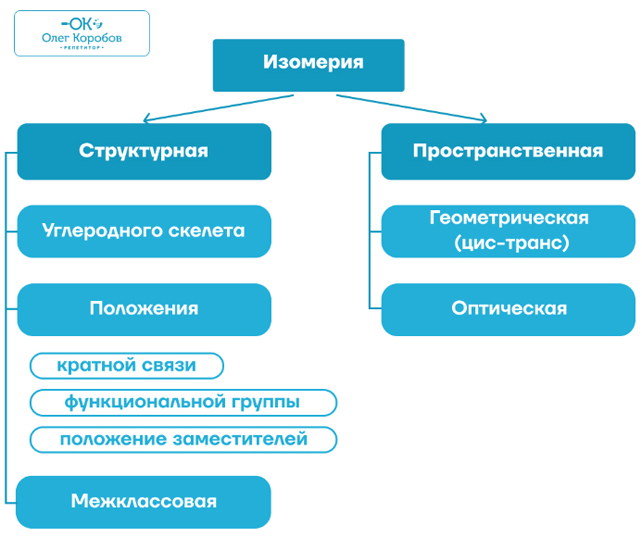 ОК
Олег Коробов
РЕПЕТИТОР
Изомерия
Структурная
Углеродного скелета
Положения
кратной связи
функциональной группы
положение заместителей
Межклассовая
Пространственная
Геометрическая
(цис-транс)
Оптическая